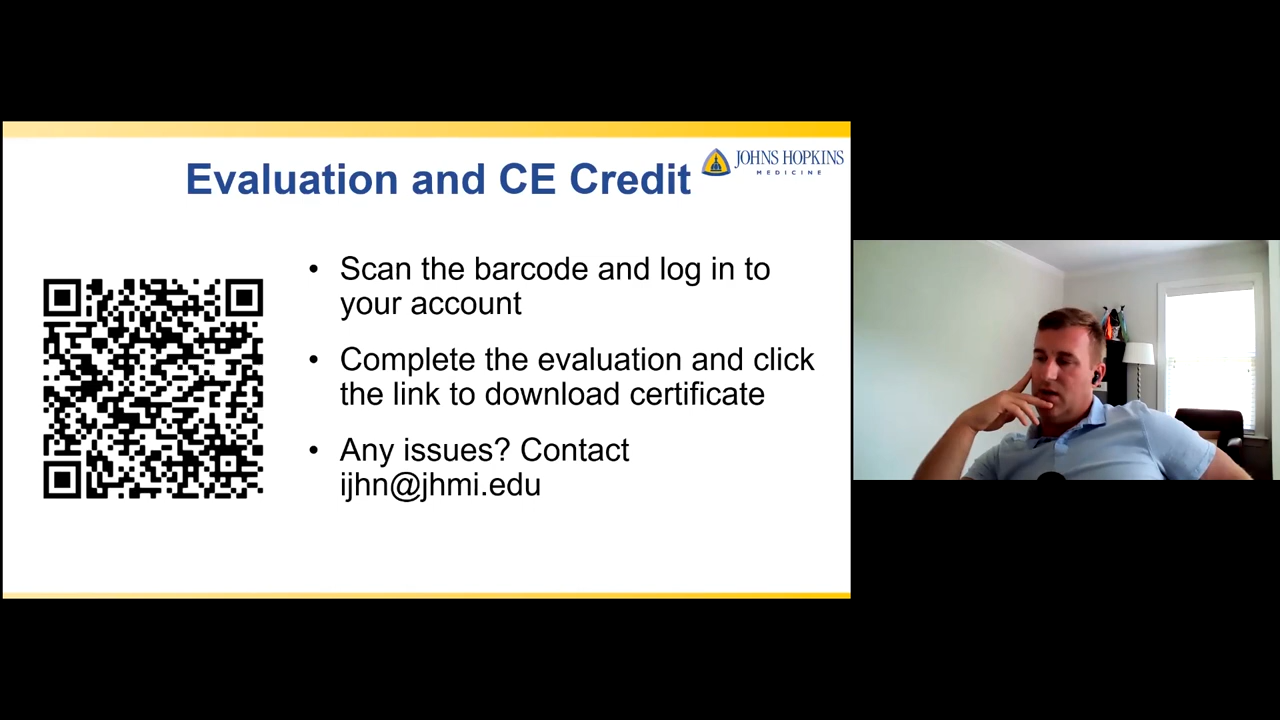 Evaluation and CE Credit
JOHNS HOPKINS
MEDICINE
• Scan the barcode and log in to
your account
• Complete the evaluation and click
the link to download certificate
• Any issues? Contact
ijhn@jhmi.edu